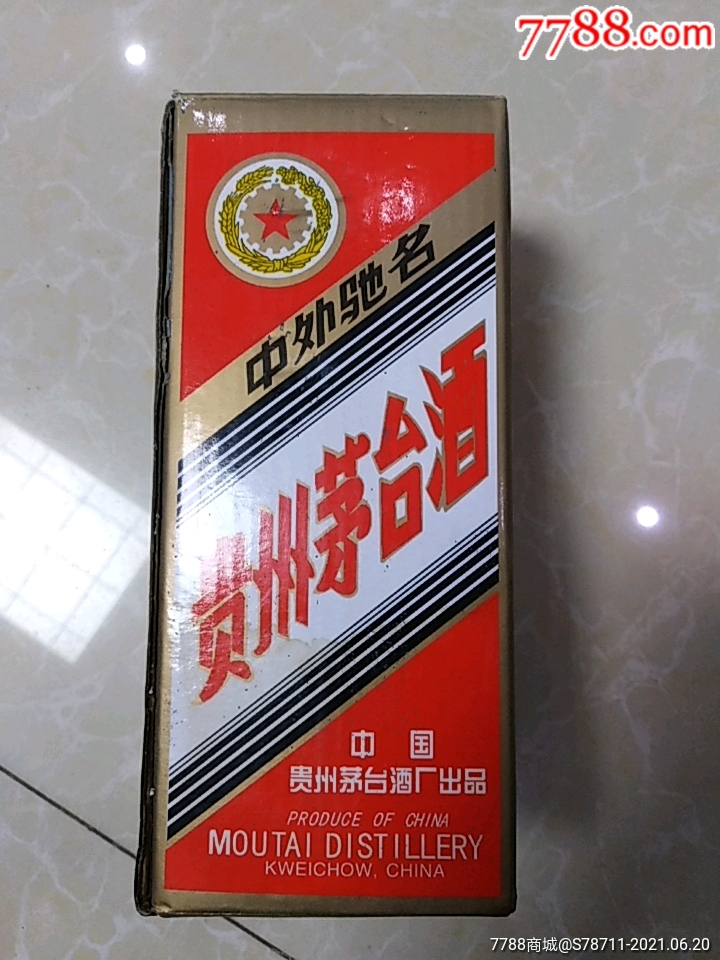 7788.com
中外驰名
贵州茅台酒
中国
贵州茅台酒厂出品
PRODUCE OF CHINA
MOUTAI DISTILLERY
KWEICHOW, CHINA
7788商城@S78711-2021.06.20